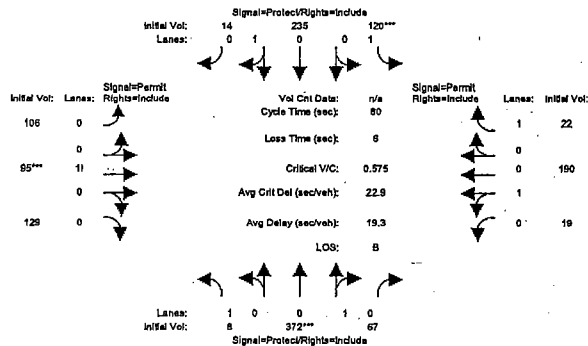 Signal=Protect/Rights=Include
Initial Vol: 14 235 120***
Lanes: 0 1 0 0 1
Signal=Permit
Initial Vol: Lanes: Rights=Include
Vol Cnt Data: n/a
Signal=Permit
Rights=Include Lanes: Initial Vol:
Cycle Time (sec): 80
106 0 1 22
Loss Time (sec): 6
0 0
95*** 1! Critical V/C: 0.575 0 190
0 Avg Crit Del (sec/veh): 22.9 1
129 0 Avg Delay (sec/veh): 19.3 0 19
LOS: B
Lanes: 1 0 0 1 0
Initial Vol: 8 372*** 67
Signal=Protect/Rights=Include